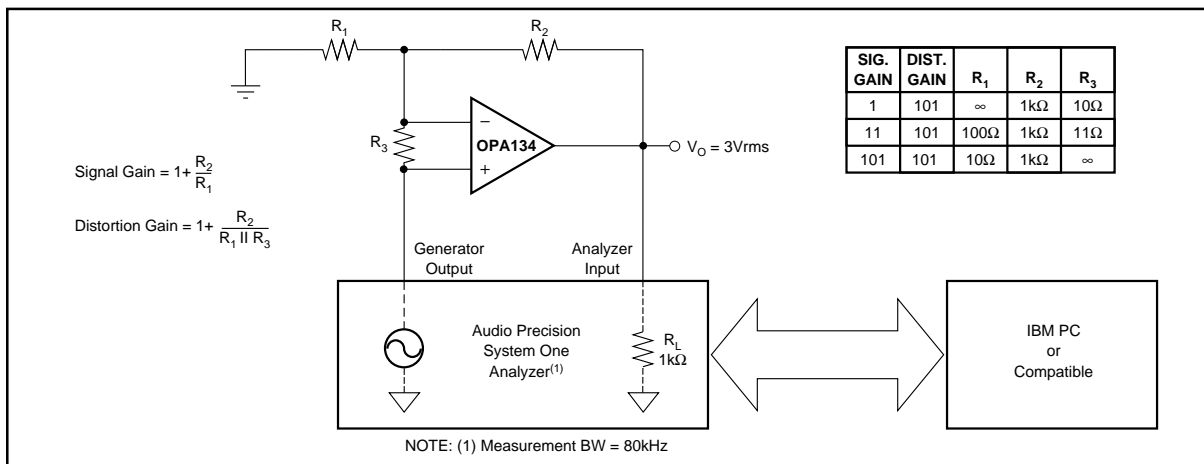 R1
R2
SIG. GAIN DIST. GAIN R1 R2 R3
1 101 ∞ 1kΩ 10Ω
11 101 100Ω 1kΩ 11Ω
101 101 10Ω 1kΩ ∞
R3
−
+
OPA134
VO = 3Vrms
Signal Gain = 1+ R2/R1
Distortion Gain = 1+ R2/(R1 II R3)
Generator
Output
Analyzer
Input
Audio Precision
System One
Analyzer(1)
RL
1kΩ
IBM PC
or
Compatible
NOTE: (1) Measurement BW = 80kHz